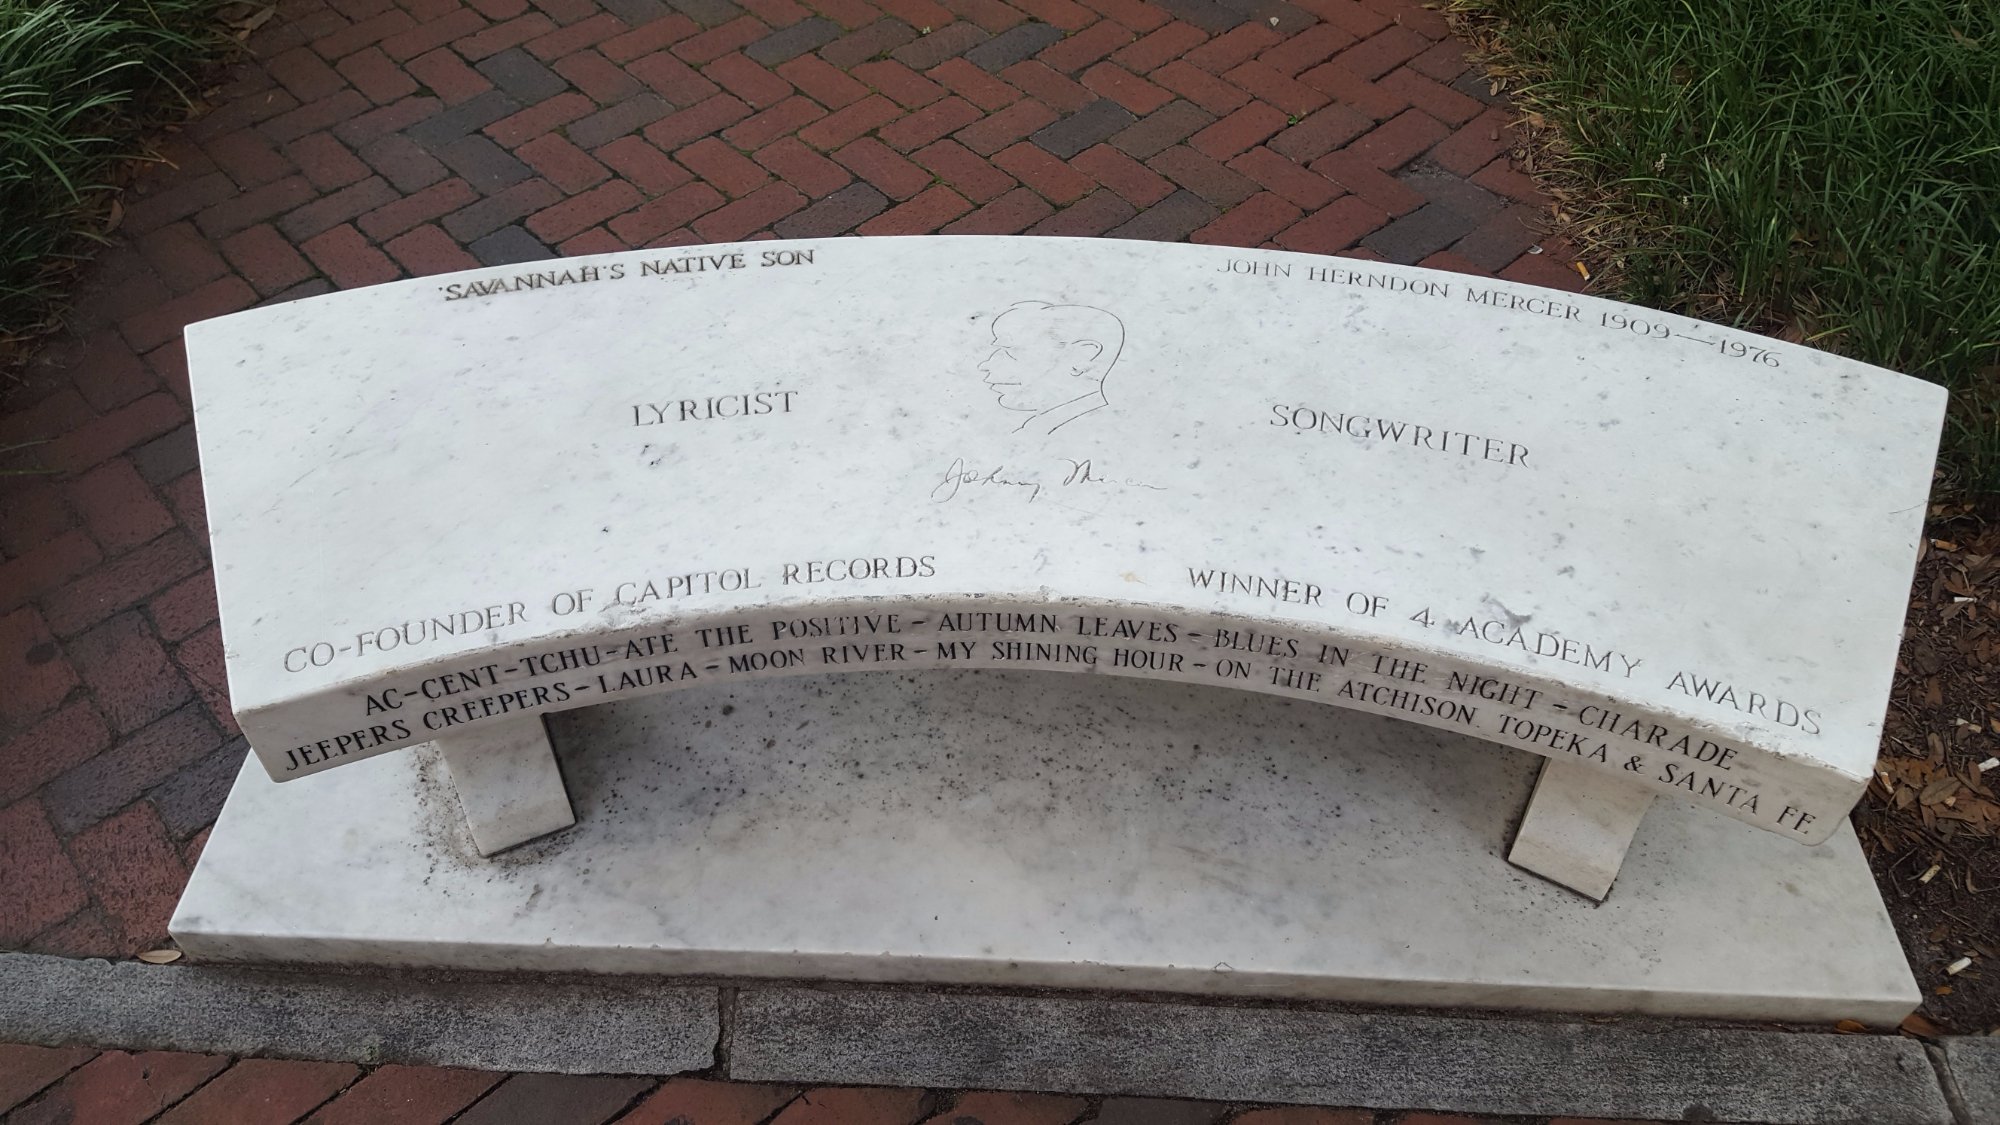 'SAVANNAH'S NATIVE SON
JOHN HERNDON MERCER 1909—1976
LYRICIST
SONGWRITER
Johnny Mercer
CO-FOUNDER OF CAPITOL RECORDS
WINNER OF 4 ACADEMY AWARDS
AC-CENT-TCHU-ATE THE POSITIVE - AUTUMN LEAVES - BLUES IN THE NIGHT - CHARADE
JEEPERS CREEPERS - LAURA - MOON RIVER - MY SHINING HOUR - ON THE ATCHISON TOPEKA & SANTA FE